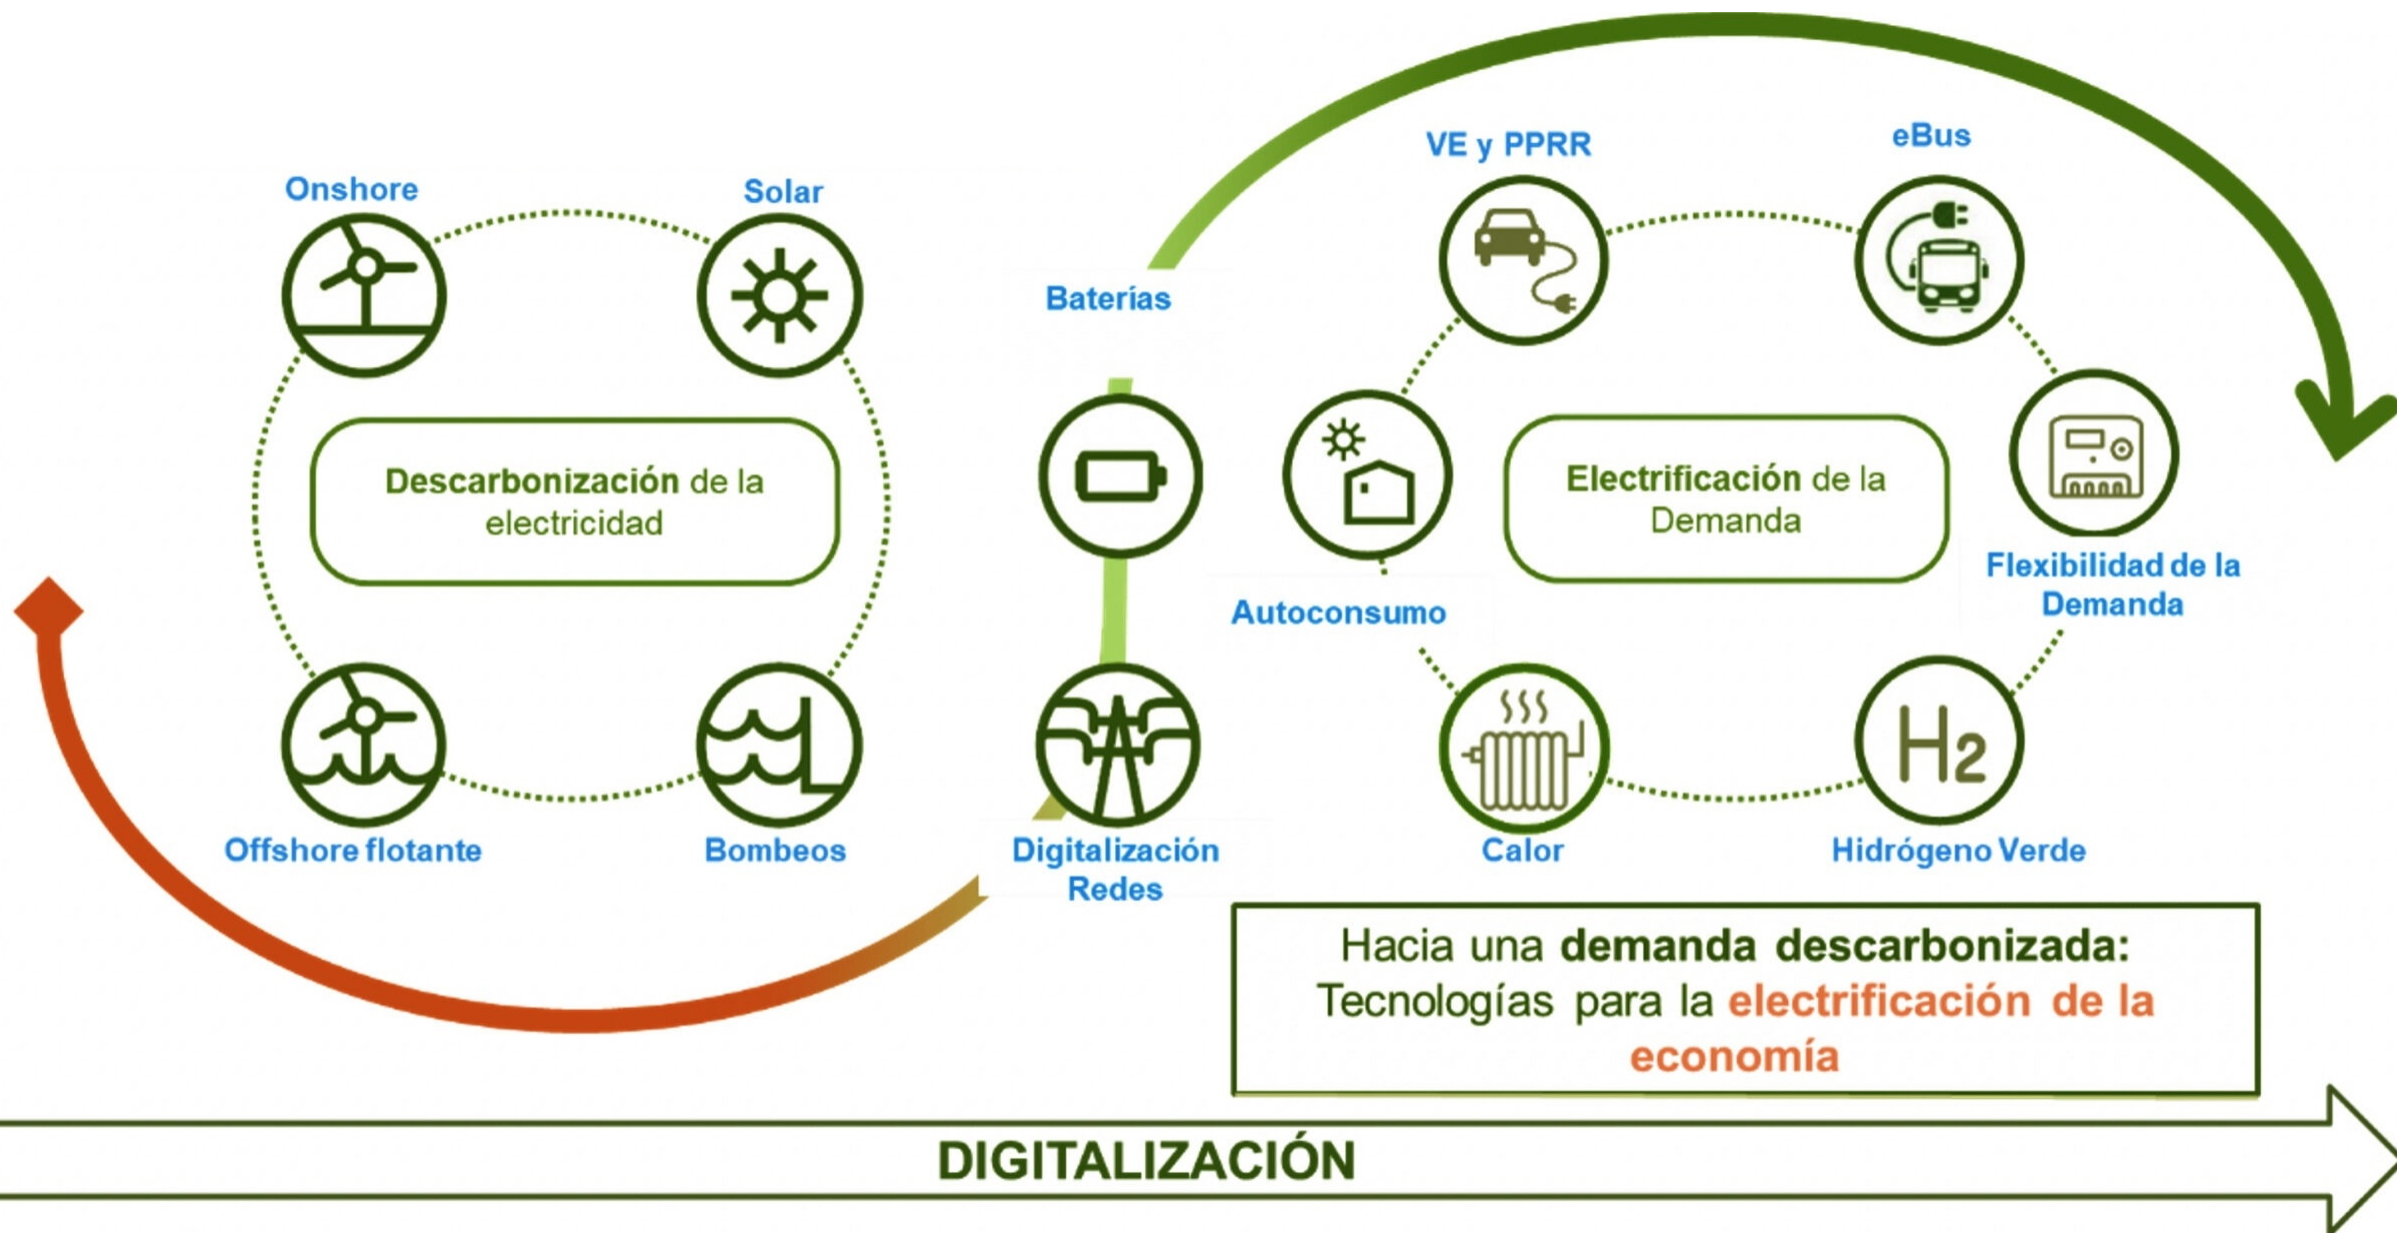 Onshore
Solar
Descarbonización de la
electricidad
Offshore flotante
Bombeos
Baterías
Digitalización
Redes
VE y PPRR
eBus
Autoconsumo
Electrificación de la
Demanda
Flexibilidad de la
Demanda
Calor
H2
Hidrógeno Verde
Hacia una demanda descarbonizada:
Tecnologías para la electrificación de la
economía
DIGITALIZACIÓN